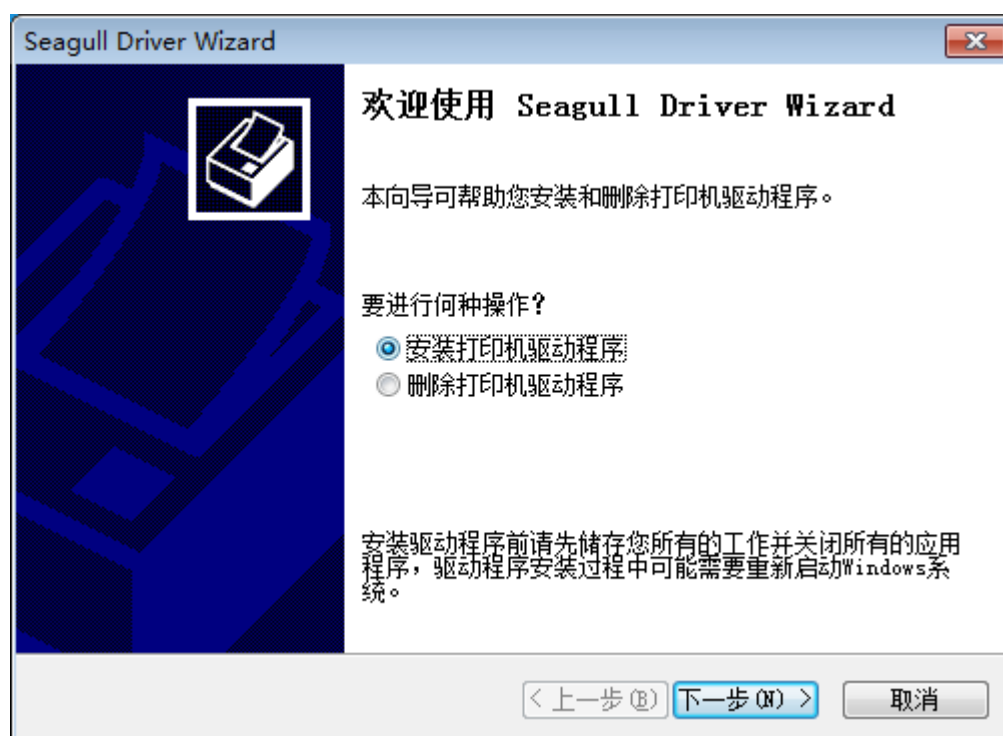 Seagull Driver Wizard
欢迎使用 Seagull Driver Wizard
本向导可帮助您安装和删除打印机驱动程序。
要进行何种操作?
安装打印机驱动程序
删除打印机驱动程序
安装驱动程序前请先储存您所有的工作并关闭所有的应用
程序，驱动程序安装过程中可能需要重新启动Windows系
统。
< 上一步(B) 下一步(N) > 取消